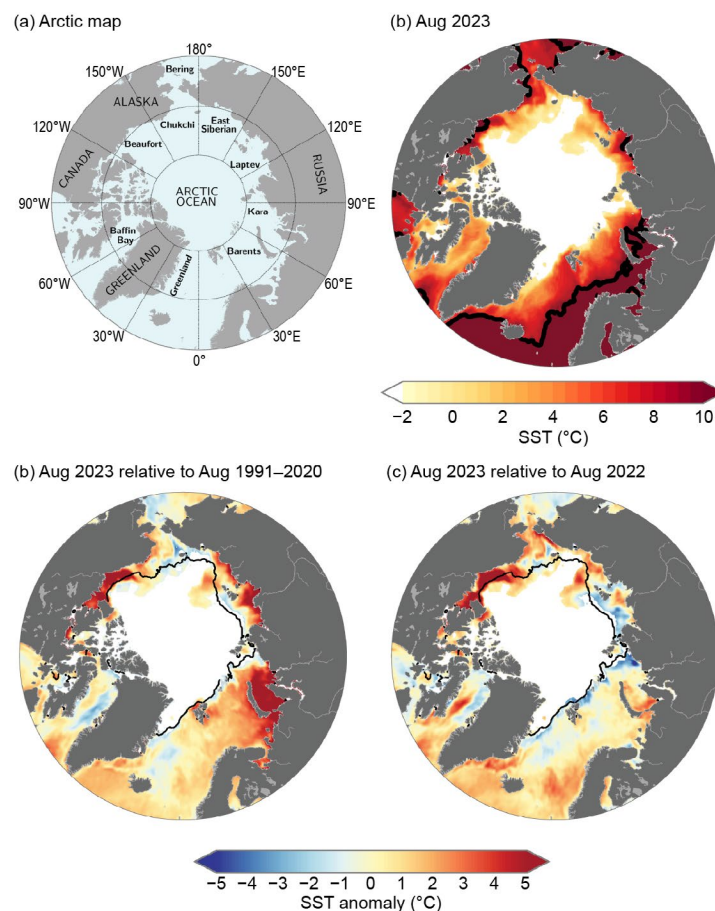 (a) Arctic map
(b) Aug 2023
180°
150°W
150°E
Bering
ALASKA
120°W
120°E
Chukchi
East
Siberian
Beaufort
CANADA
Laptev
RUSSIA
90°W
ARCTIC
OCEAN
90°E
Kara
Baffin
Bay
Barents
60°W
GREENLAND
Greenland
60°E
30°W
30°E
0°
−2 0 2 4 6 8 10
SST (°C)
(b) Aug 2023 relative to Aug 1991–2020
(c) Aug 2023 relative to Aug 2022
−5 −4 −3 −2 −1 0 1 2 3 4 5
SST anomaly (°C)